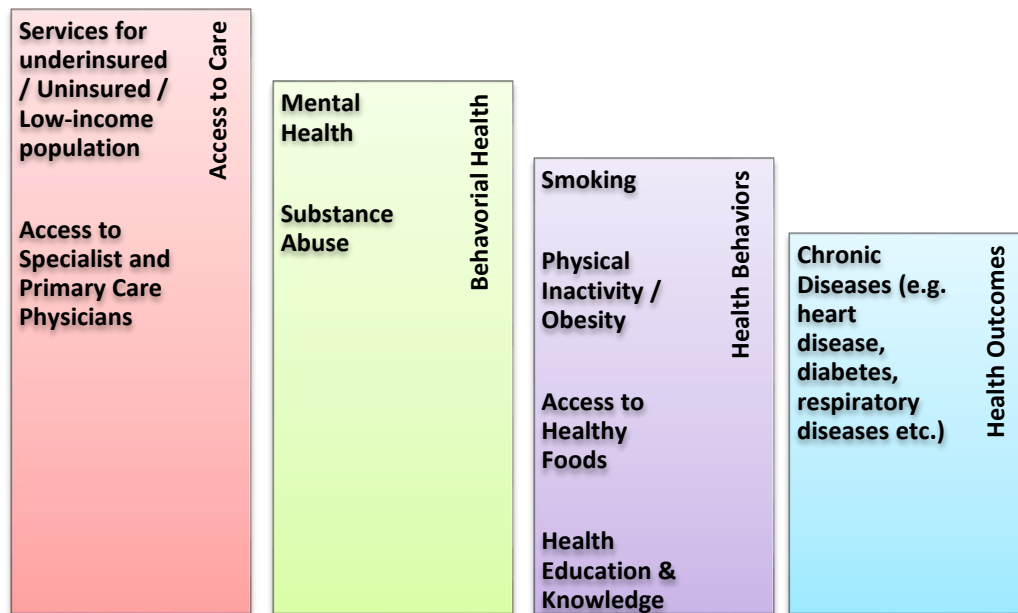 Services for
underinsured
/ Uninsured /
Low-income
population
Access to
Specialist and
Primary Care
Physicians
Access to Care
Mental
Health
Substance
Abuse
Behavorial Health
Smoking
Physical
Inactivity /
Obesity
Access to
Healthy
Foods
Health
Education &
Knowledge
Health Behaviors
Chronic
Diseases (e.g.
heart
disease,
diabetes,
respiratory
diseases etc.)
Health Outcomes